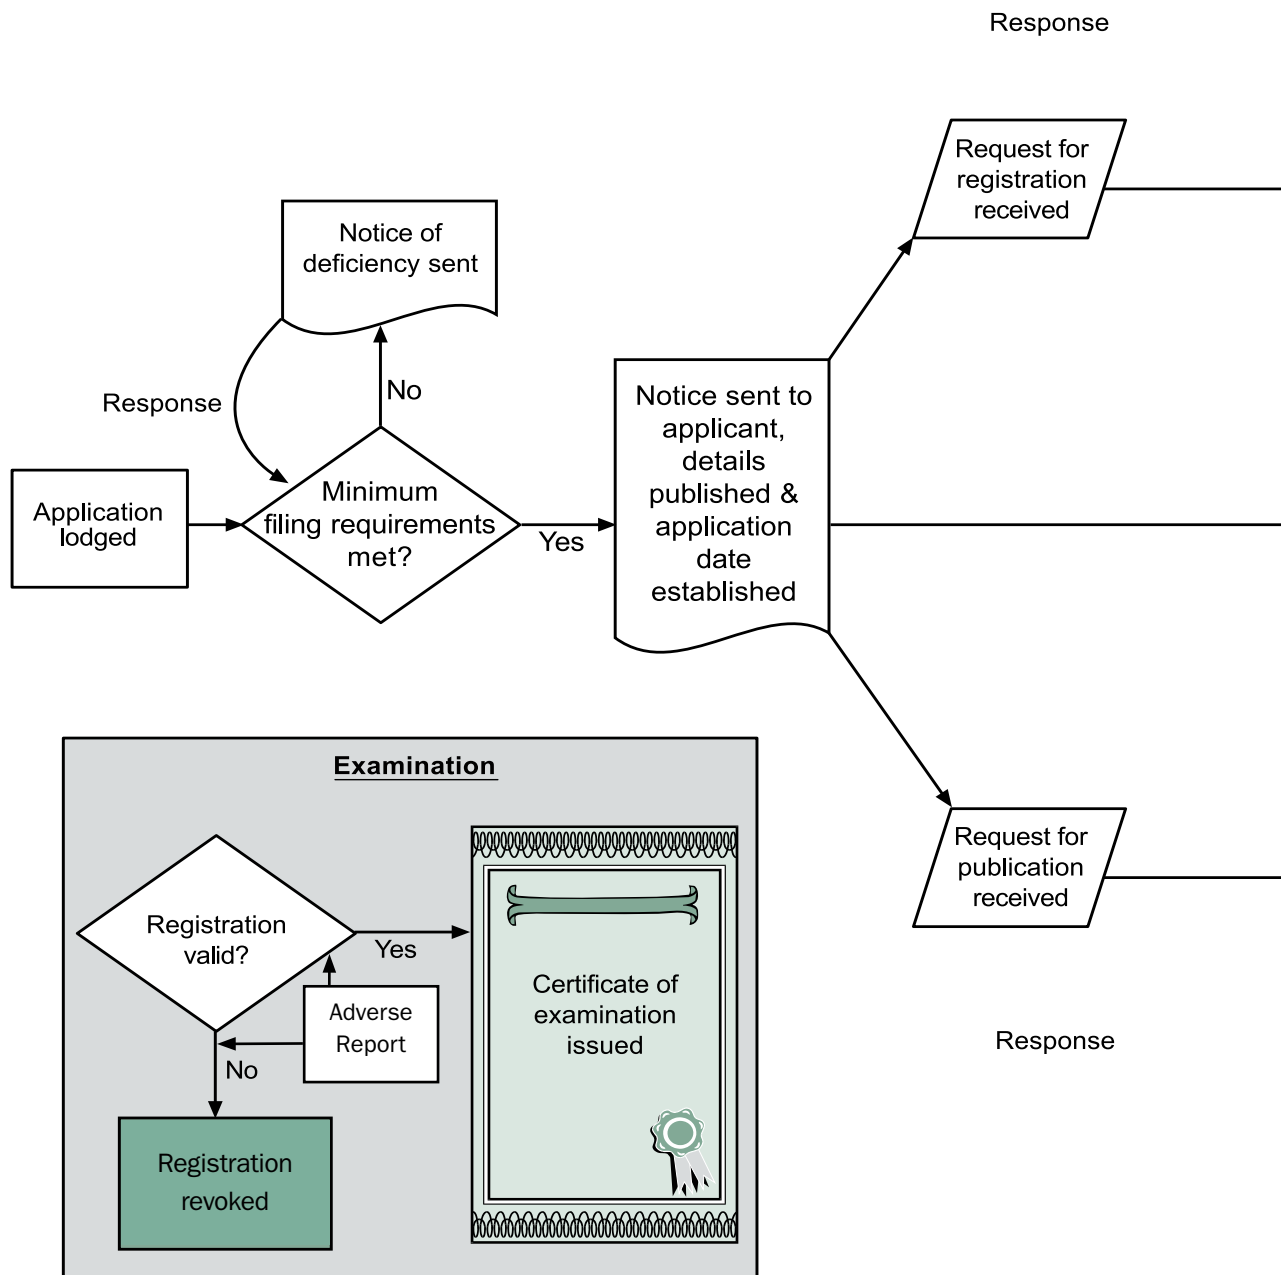 Response
Request for
registration
received
Notice of
deficiency sent
Response
No
Application
lodged
Minimum
filing requirements
met?
Yes
Notice sent to
applicant,
details
published &
application
date
established
Request for
publication
received
Response
Examination
Registration
valid?
Yes
Adverse
Report
No
Registration
revoked
Certificate of
examination
issued